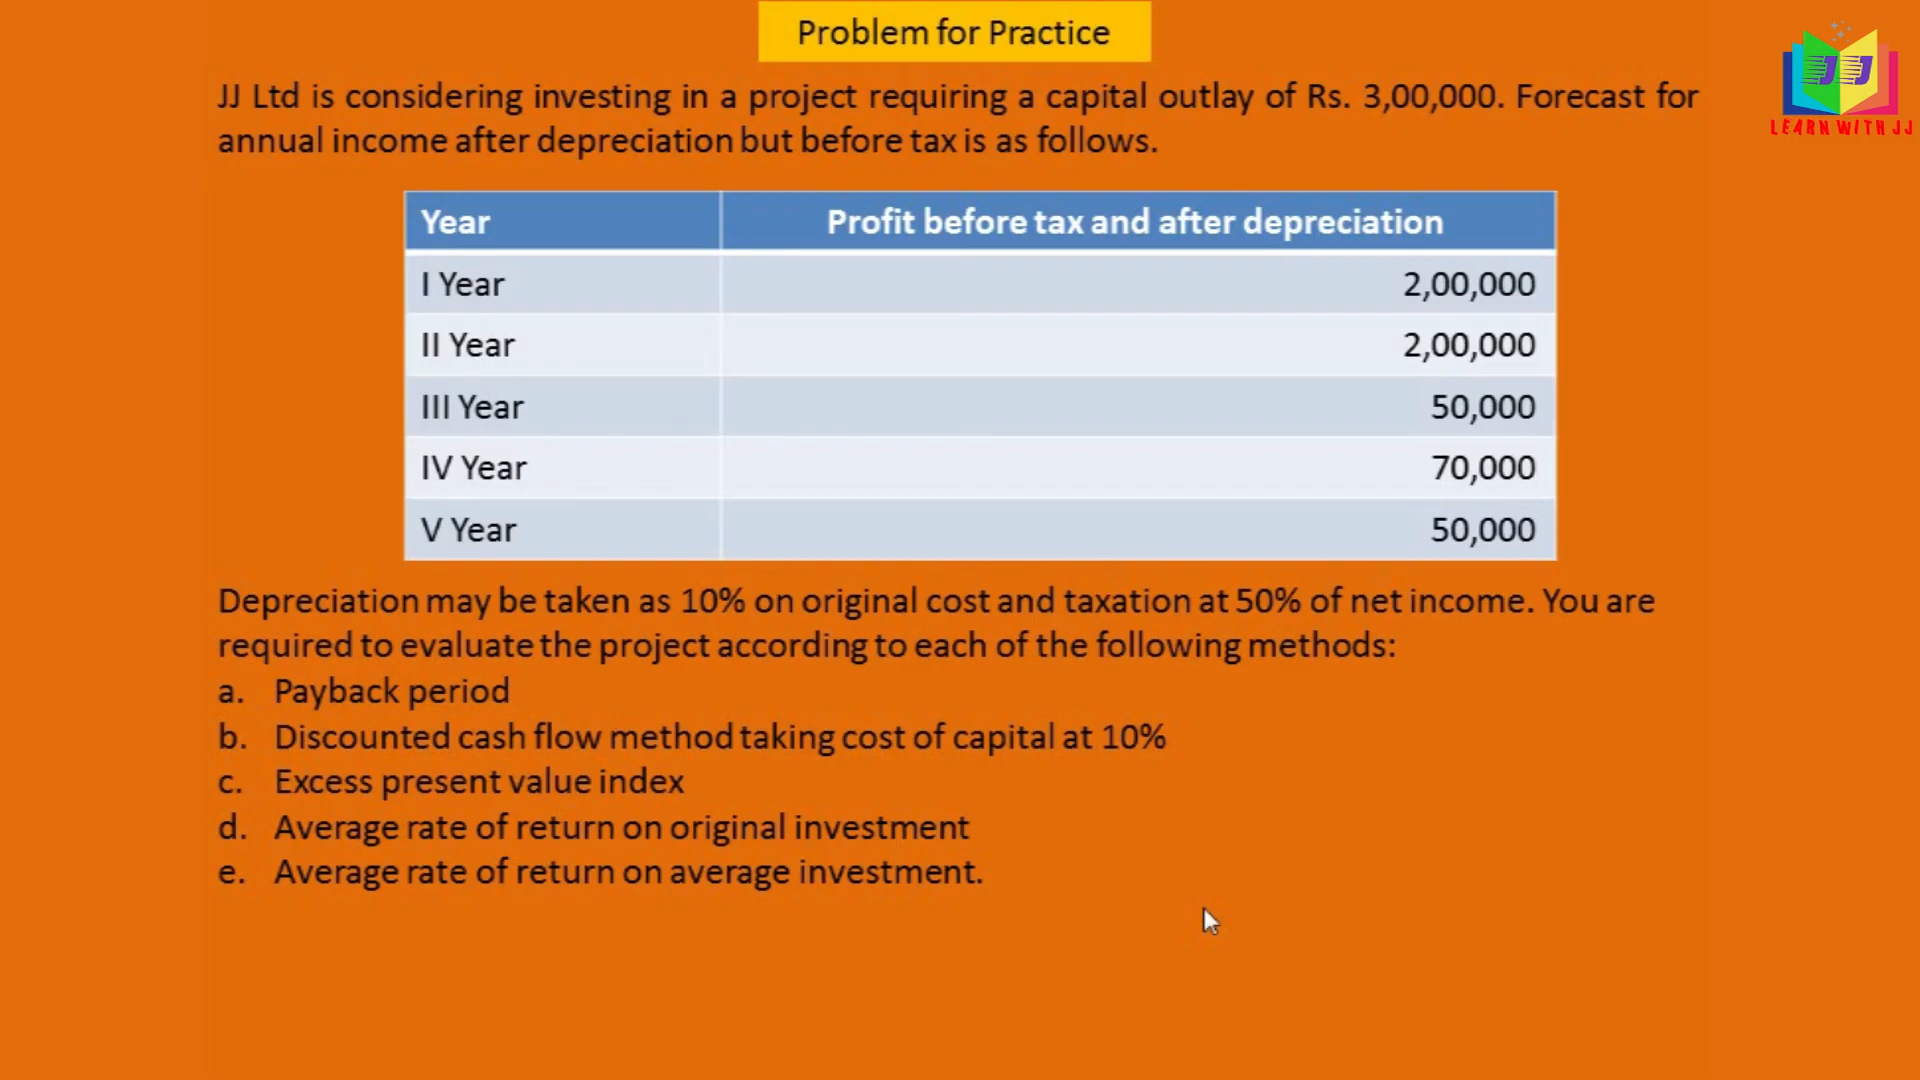 Problem for Practice
JJ Ltd is considering investing in a project requiring a capital outlay of Rs. 3,00,000. Forecast for
annual income after depreciation but before tax is as follows.
JJ
LEARN WITH JJ
Year Profit before tax and after depreciation
I Year 2,00,000
II Year 2,00,000
III Year 50,000
IV Year 70,000
V Year 50,000
Depreciation may be taken as 10% on original cost and taxation at 50% of net income. You are
required to evaluate the project according to each of the following methods:
a. Payback period
b. Discounted cash flow method taking cost of capital at 10%
c. Excess present value index
d. Average rate of return on original investment
e. Average rate of return on average investment.